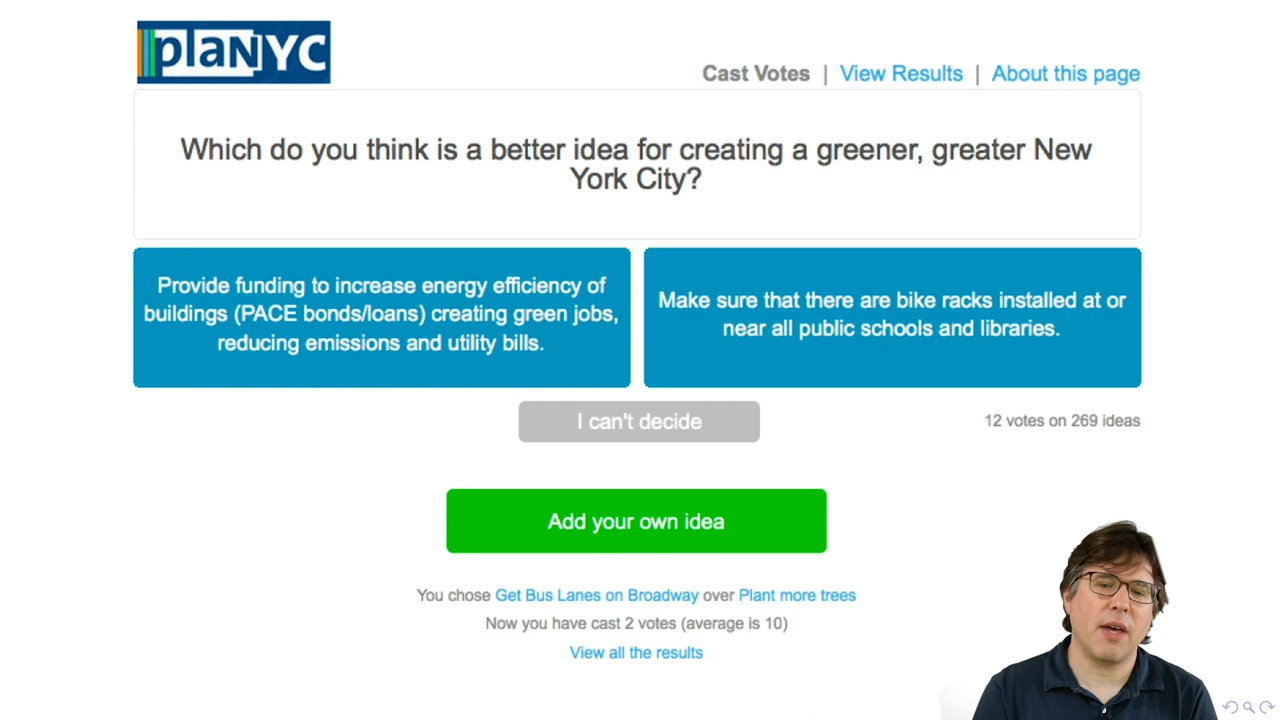 plaNYC
Cast Votes | View Results | About this page
Which do you think is a better idea for creating a greener, greater New
York City?
Provide funding to increase energy efficiency of
buildings (PACE bonds/loans) creating green jobs,
reducing emissions and utility bills.
Make sure that there are bike racks installed at or
near all public schools and libraries.
I can't decide
12 votes on 269 ideas
Add your own idea
You chose Get Bus Lanes on Broadway over Plant more trees
Now you have cast 2 votes (average is 10)
View all the results